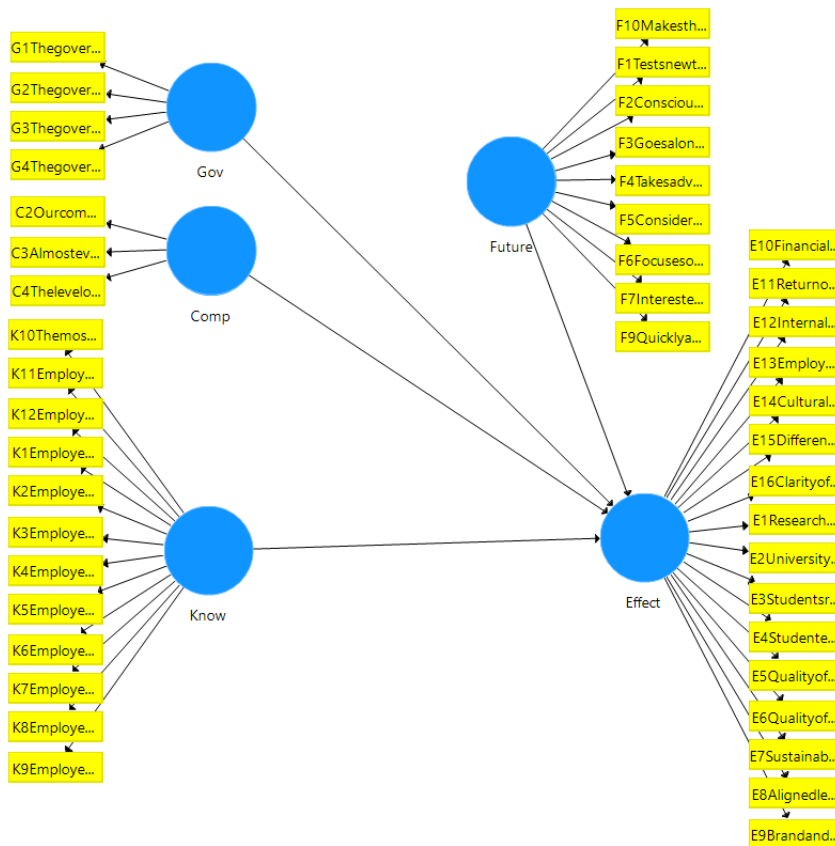 G1Thegover...
G2Thegover...
G3Thegover...
G4Thegover...
Gov
C2Ourcom...
C3Almostev...
C4Thelevelo...
Comp
K10Themos...
K11Employ...
K12Employ...
K1Employe...
K2Employe...
K3Employe...
K4Employe...
K5Employe...
K6Employe...
K7Employe...
K8Employe...
K9Employe...
Know
F10Makesth...
F1Testsnewt...
F2Consciou...
F3Goesalon...
F4Takesadv...
F5Consider...
F6Focuseso...
F7Intereste...
F9Quicklya...
Future
E10Financial...
E11Returno...
E12Internal...
E13Employ...
E14Cultural...
E15Differen...
E16Clarityof...
E1Research...
E2University...
E3Studentsr...
E4Studente...
E5Qualityof...
E6Qualityof...
E7Sustainab...
E8Alignedle...
E9Brandand...
Effect